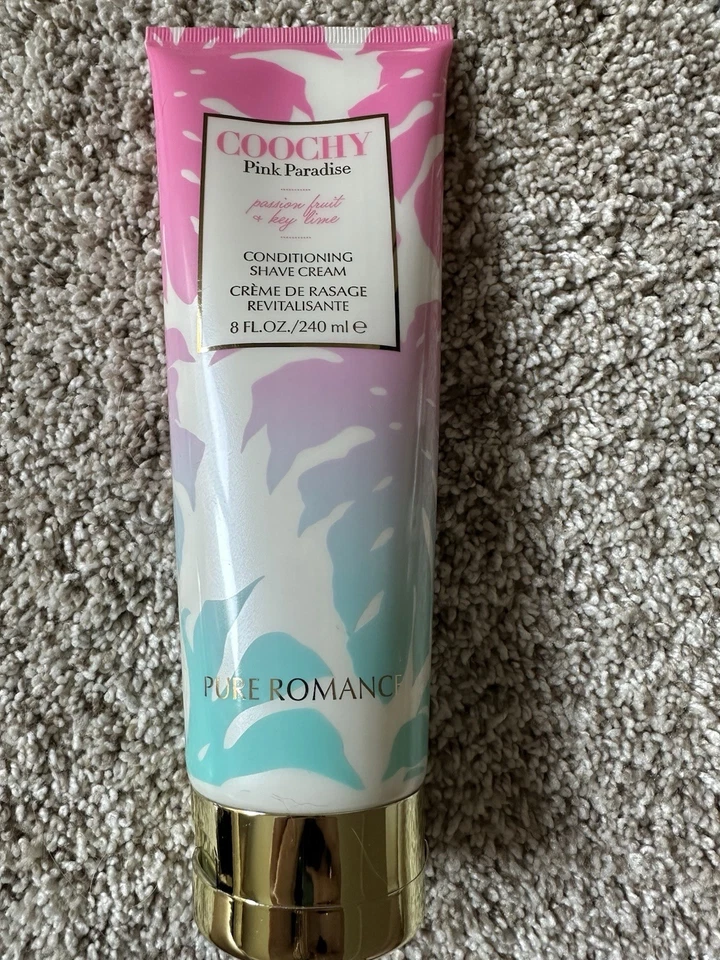 COOCHY
Pink Paradise
passion fruit
& key lime
CONDITIONING
SHAVE CREAM
CRÈME DE RASAGE
REVITALISANTE
8 FL.OZ./240 ml ℮
PURE ROMANCE